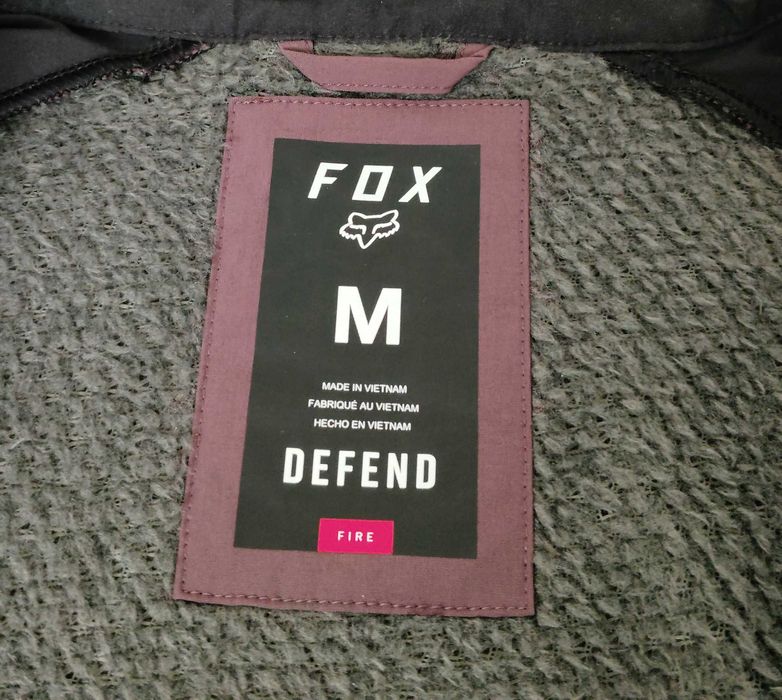 FOX
M
MADE IN VIETNAM
FABRIQUÉ AU VIETNAM
HECHO EN VIETNAM
DEFEND
FIRE